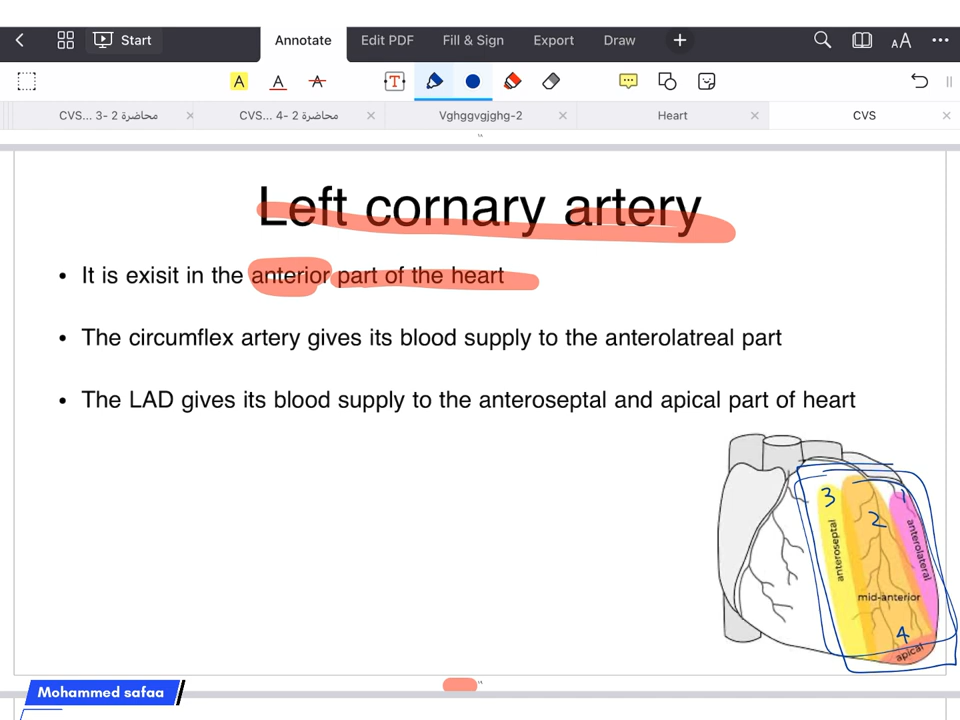 Start
Annotate
Edit PDF
Fill & Sign
Export
Draw
AA
A A A T
CVS... محاضرة 2 -3
CVS... محاضرة 2 -4
Vghggvgjghg-2
Heart
CVS
١٨
Left cornary artery
• It is exisit in the anterior part of the heart
• The circumflex artery gives its blood supply to the anterolatreal part
• The LAD gives its blood supply to the anteroseptal and apical part of heart
3
2
1
anteroseptal
anterolateral
mid-anterior
4
apical
١٩
Mohammed safaa